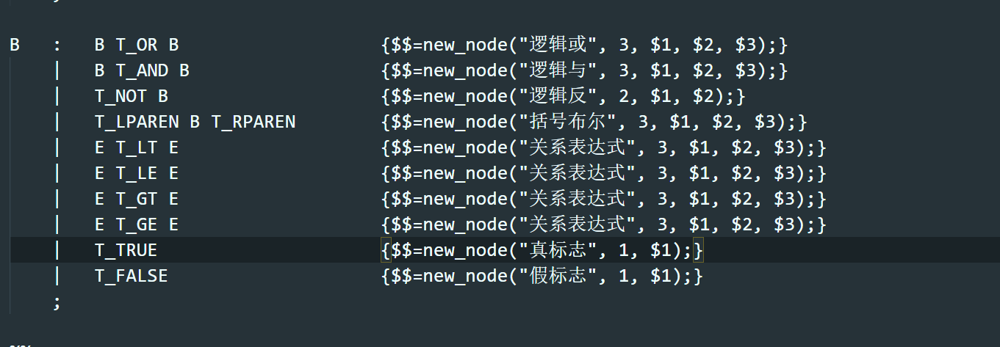 B : B T_OR B {$$=new_node("逻辑或", 3, $1, $2, $3);}
| B T_AND B {$$=new_node("逻辑与", 3, $1, $2, $3);}
| T_NOT B {$$=new_node("逻辑反", 2, $1, $2);}
| T_LPAREN B T_RPAREN {$$=new_node("括号布尔", 3, $1, $2, $3);}
| E T_LT E {$$=new_node("关系表达式", 3, $1, $2, $3);}
| E T_LE E {$$=new_node("关系表达式", 3, $1, $2, $3);}
| E T_GT E {$$=new_node("关系表达式", 3, $1, $2, $3);}
| E T_GE E {$$=new_node("关系表达式", 3, $1, $2, $3);}
| T_TRUE {$$=new_node("真标志", 1, $1);}
| T_FALSE {$$=new_node("假标志", 1, $1);}
;